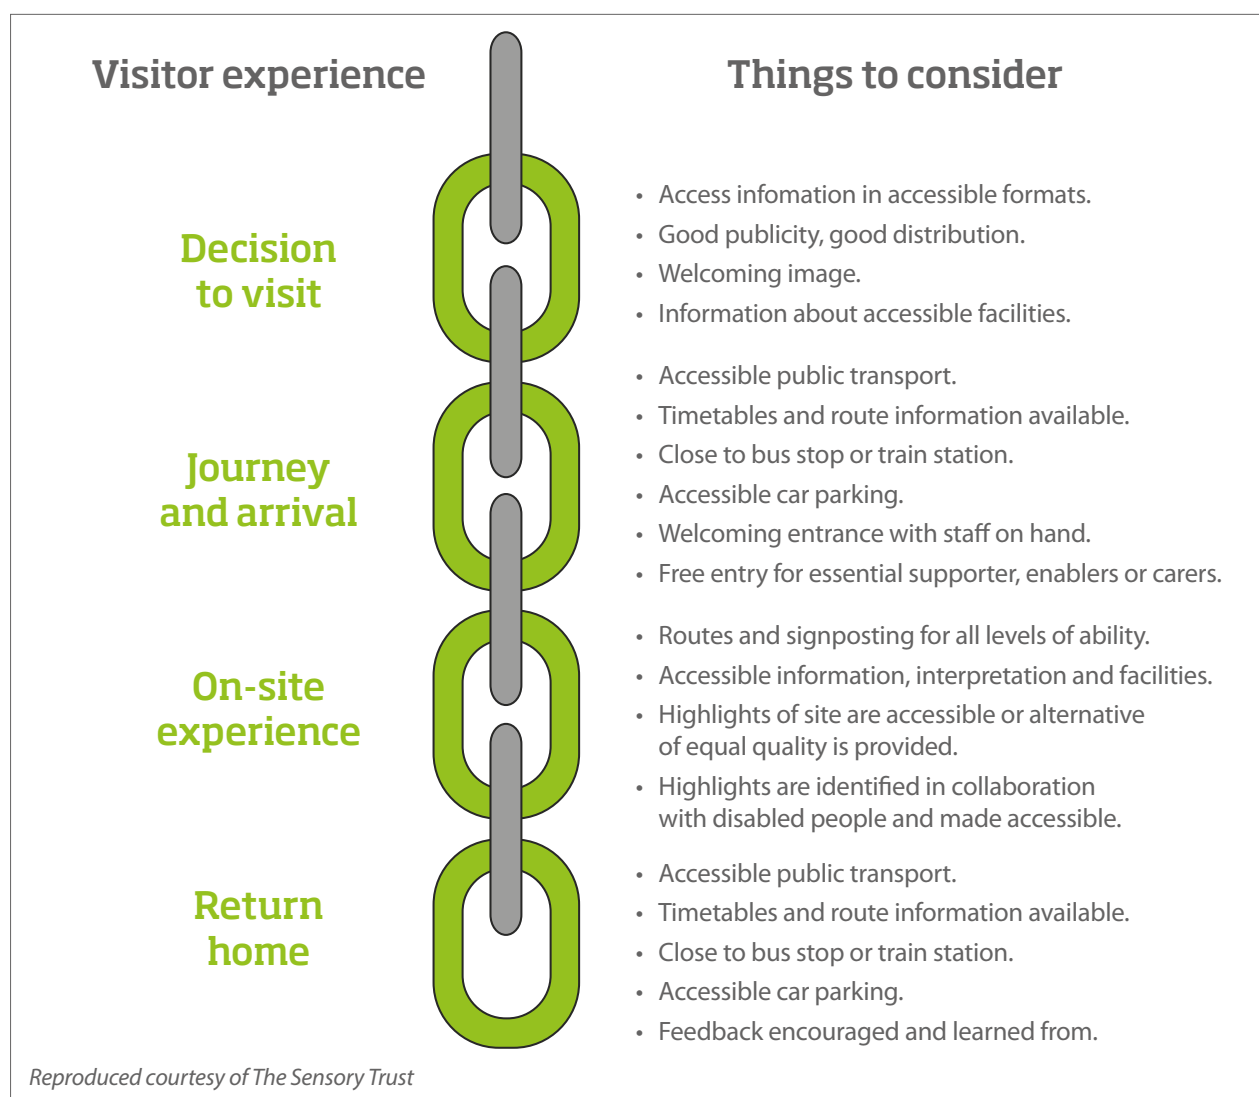 Visitor experience
Things to consider
Decision
to visit
• Access infomation in accessible formats.
• Good publicity, good distribution.
• Welcoming image.
• Information about accessible facilities.
Journey
and arrival
• Accessible public transport.
• Timetables and route information available.
• Close to bus stop or train station.
• Accessible car parking.
• Welcoming entrance with staff on hand.
• Free entry for essential supporter, enablers or carers.
On-site
experience
• Routes and signposting for all levels of ability.
• Accessible information, interpretation and facilities.
• Highlights of site are accessible or alternative
of equal quality is provided.
• Highlights are identified in collaboration
with disabled people and made accessible.
Return
home
• Accessible public transport.
• Timetables and route information available.
• Close to bus stop or train station.
• Accessible car parking.
• Feedback encouraged and learned from.
Reproduced courtesy of The Sensory Trust